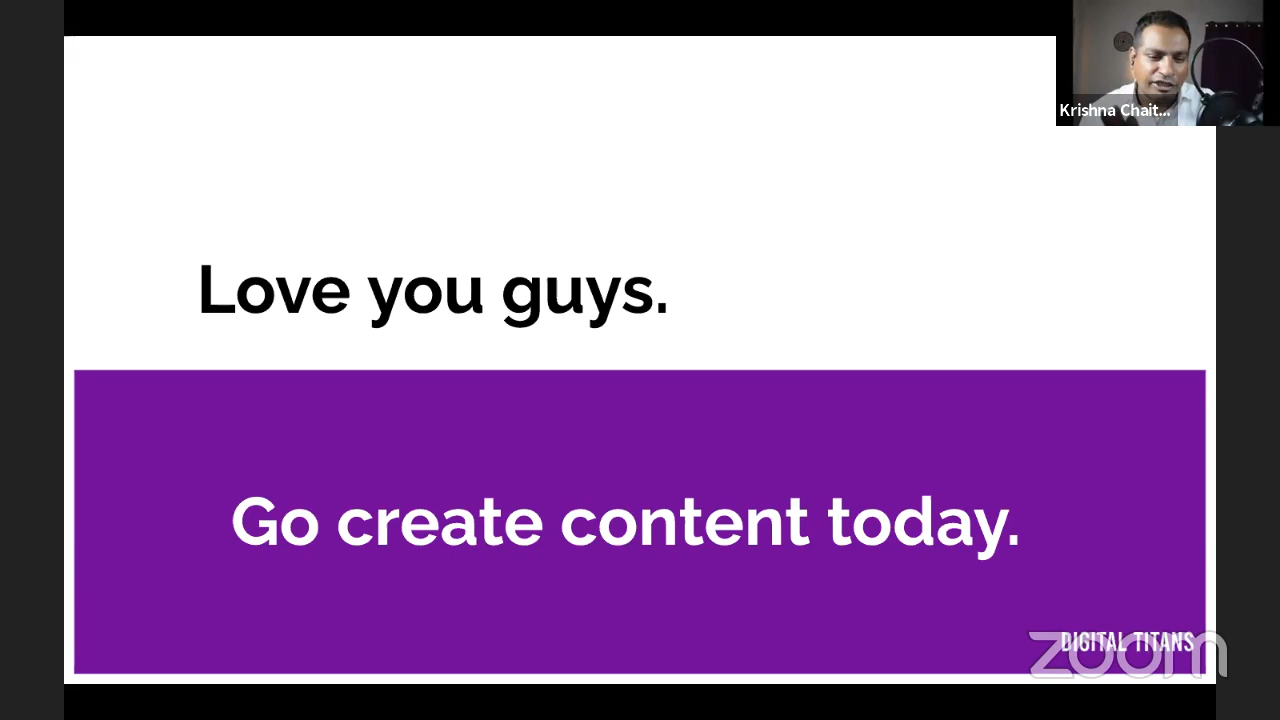 Krishna Chait...
Love you guys.
Go create content today.
DIGITAL TITANS
zoom